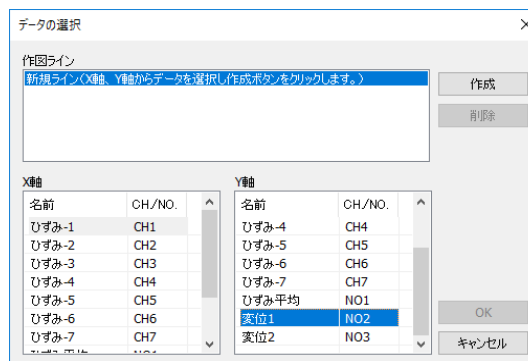 データの選択
作図ライン
新規ライン(X軸、Y軸からデータを選択し作成ボタンをクリックします。)
作成
削除
X軸
名前 CH/NO.
ひずみ-1 CH1
ひずみ-2 CH2
ひずみ-3 CH3
ひずみ-4 CH4
ひずみ-5 CH5
ひずみ-6 CH6
ひずみ-7 CH7
Y軸
名前 CH/NO.
ひずみ-4 CH4
ひずみ-5 CH5
ひずみ-6 CH6
ひずみ-7 CH7
ひずみ平均 NO1
変位1 NO2
変位2 NO3
OK
キャンセル